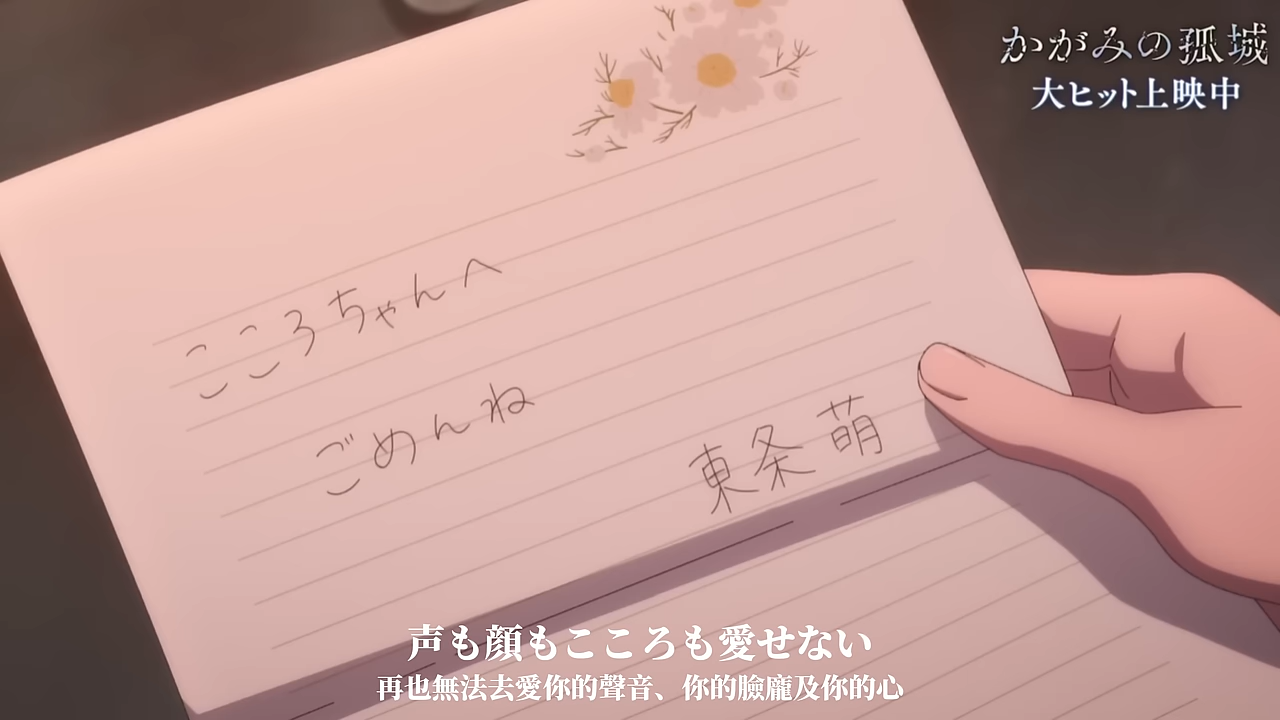 かがみの孤城
大ヒット上映中
こころちゃんへ
ごめんね
東条 萌
声も顔もこころも愛せない
再也無法去愛你的聲音、你的臉龐及你的心